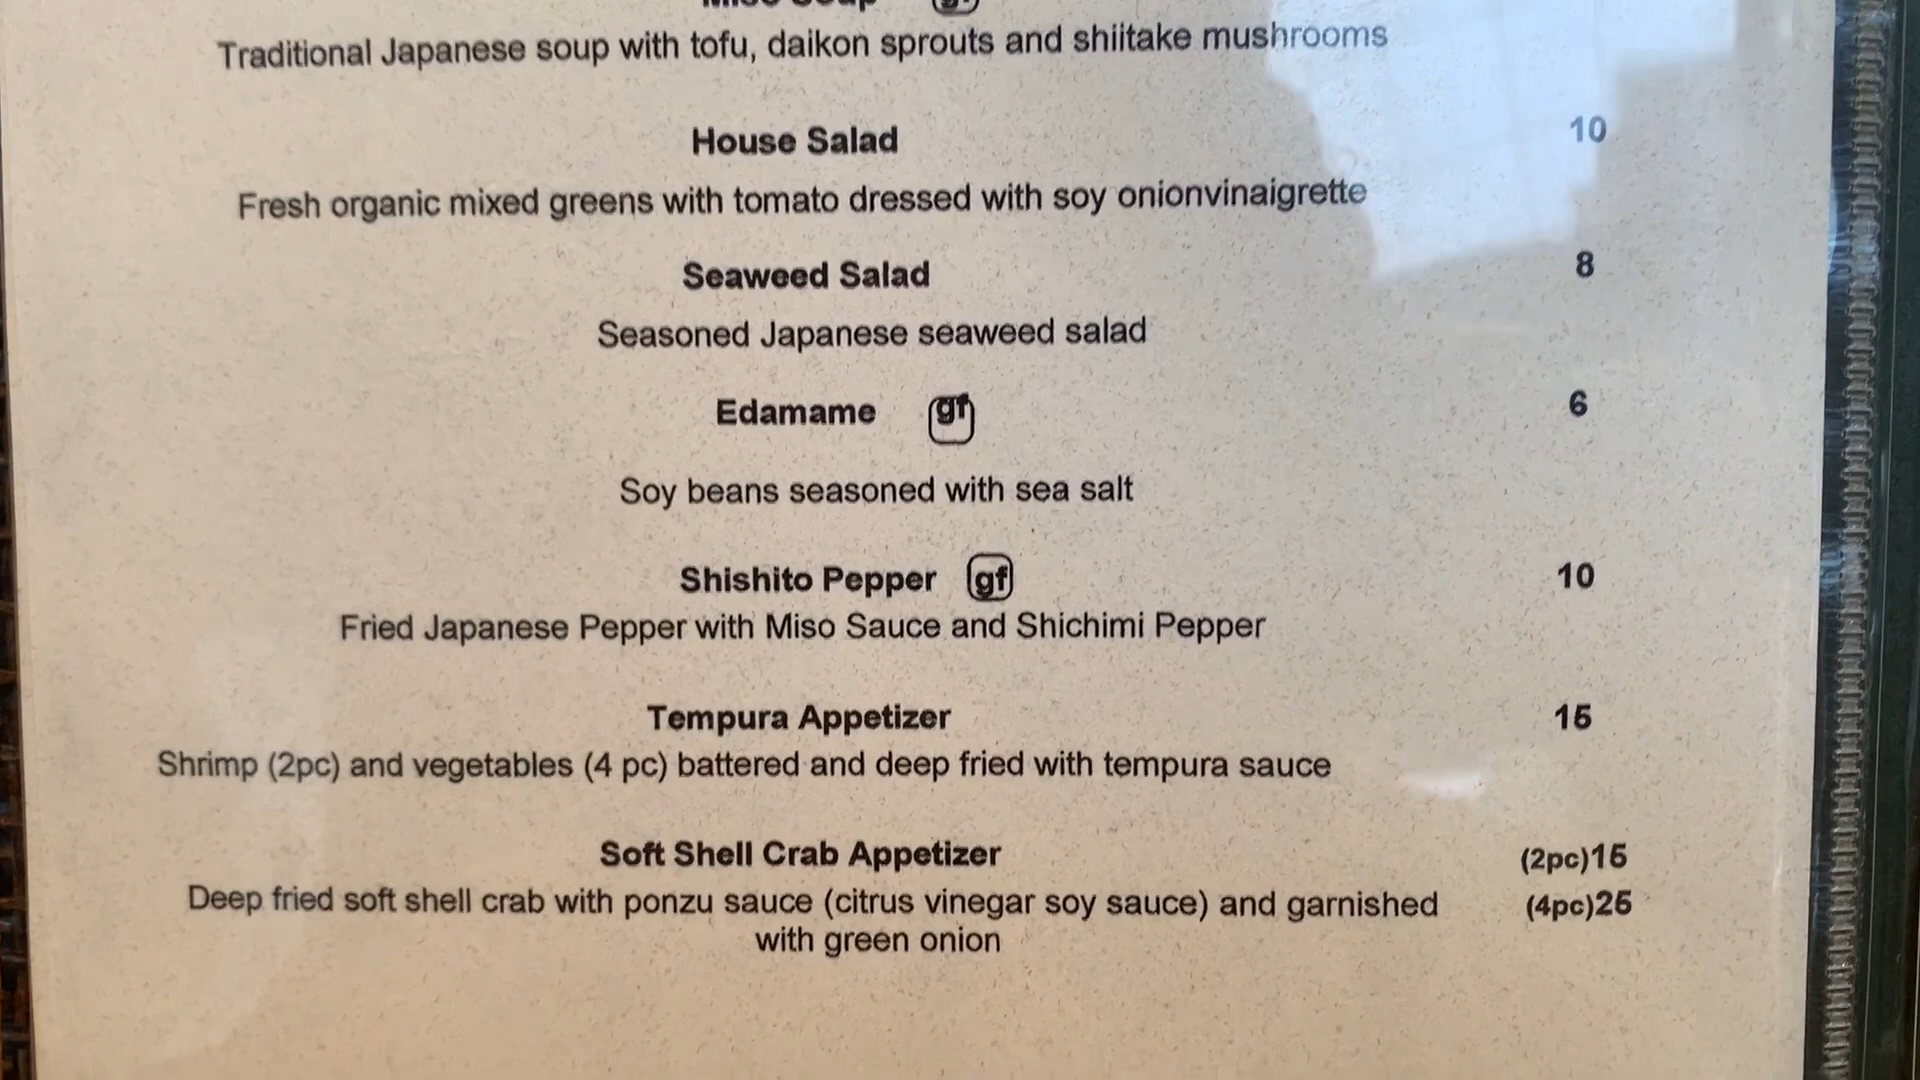 Miso Soup gf
Traditional Japanese soup with tofu, daikon sprouts and shiitake mushrooms
House Salad 10
Fresh organic mixed greens with tomato dressed with soy onionvinaigrette
Seaweed Salad 8
Seasoned Japanese seaweed salad
Edamame gf 6
Soy beans seasoned with sea salt
Shishito Pepper gf 10
Fried Japanese Pepper with Miso Sauce and Shichimi Pepper
Tempura Appetizer 15
Shrimp (2pc) and vegetables (4 pc) battered and deep fried with tempura sauce
Soft Shell Crab Appetizer (2pc)15
Deep fried soft shell crab with ponzu sauce (citrus vinegar soy sauce) and garnished (4pc)25
with green onion